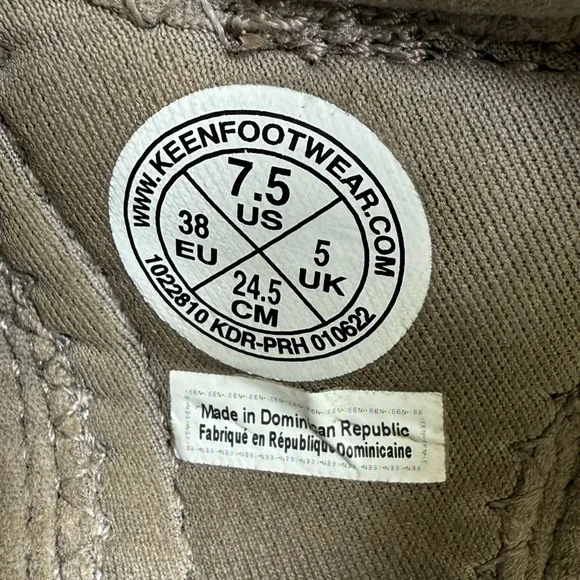 WWW.KEENFOOTWEAR.COM
7.5
US
38
EU
5
UK
24.5
CM
1022810 KDR-PRH 010622
Made in Dominican Republic
Fabriqué en République Dominicaine